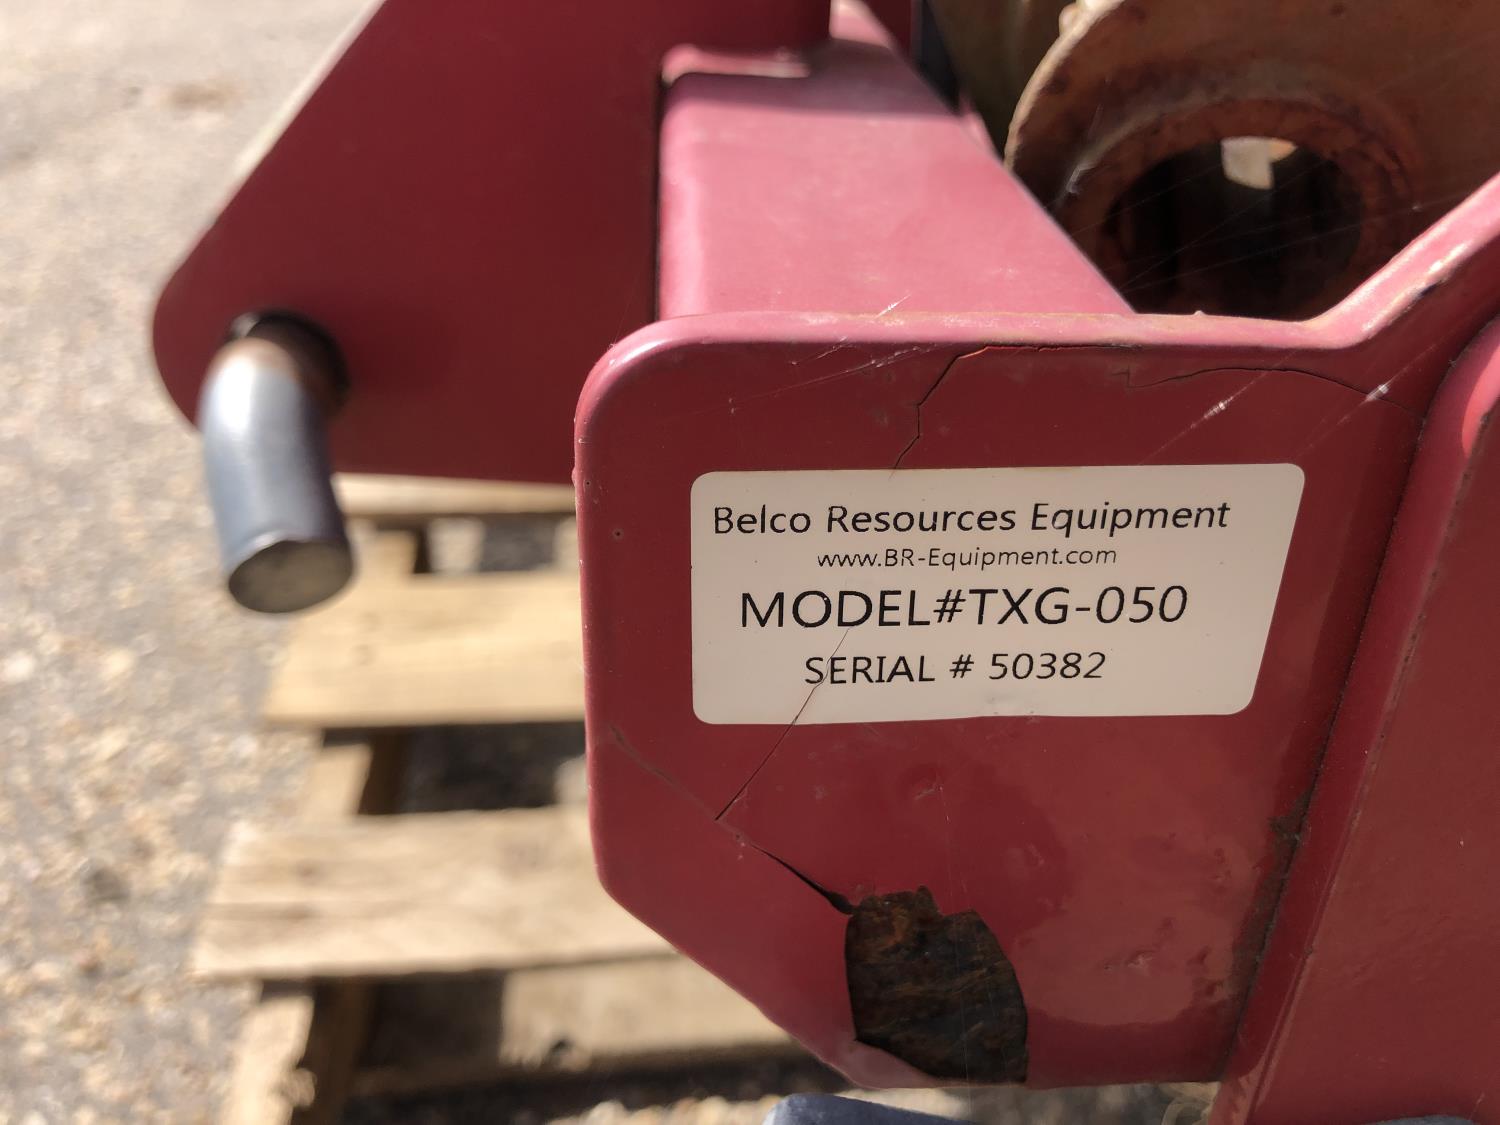 Belco Resources Equipment
www.BR-Equipment.com
MODEL#TXG-050
SERIAL # 50382